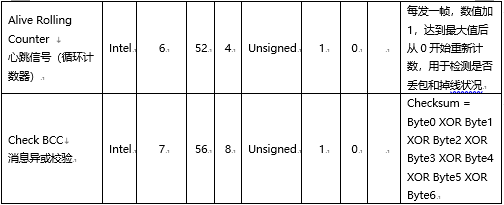 Alive Rolling
Counter
心跳信号（循环计
数器）
Intel
6
52
4
Unsigned
1
0
每发一帧，数值加
1，达到最大值后
从 0 开始重新计
数，用于检测是否
丢包和掉线状况
Check BCC
消息异或校验
Intel
7
56
8
Unsigned
1
0
Checksum =
Byte0 XOR Byte1
XOR Byte2 XOR
Byte3 XOR Byte4
XOR Byte5 XOR
Byte6